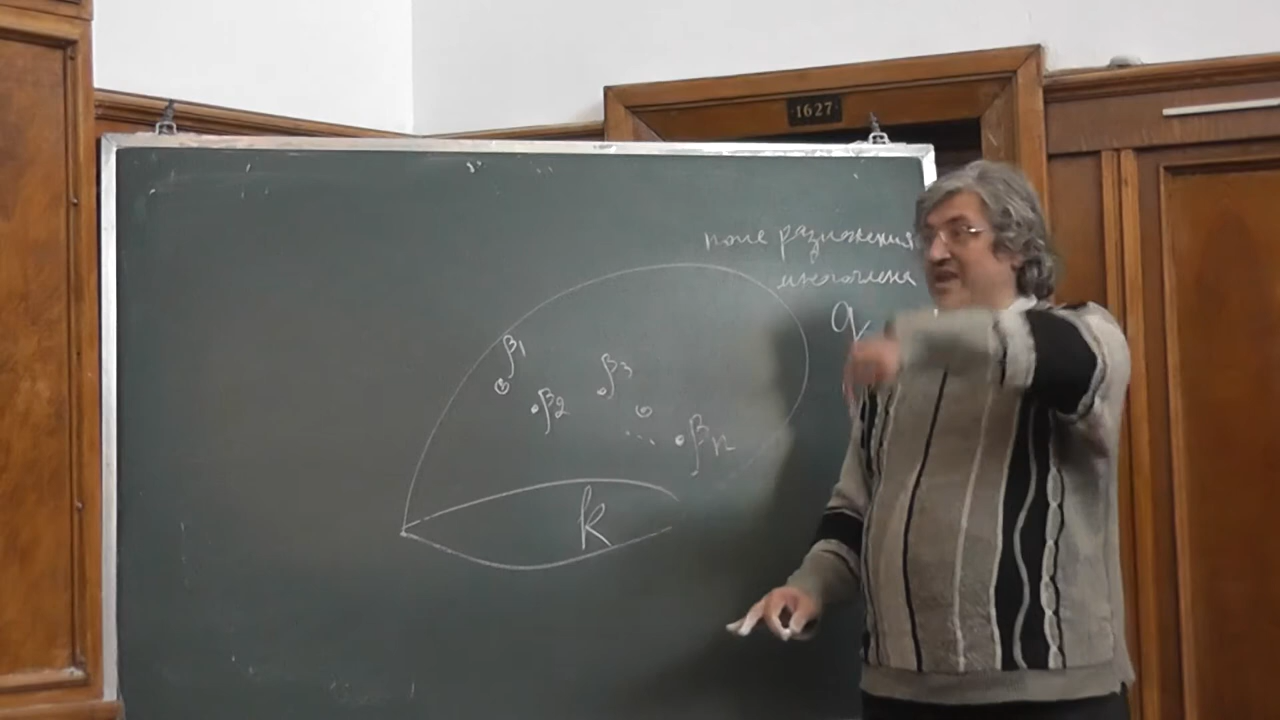 1627
поле разложения
многочлена
q
β1
β3
β2
... βn
k